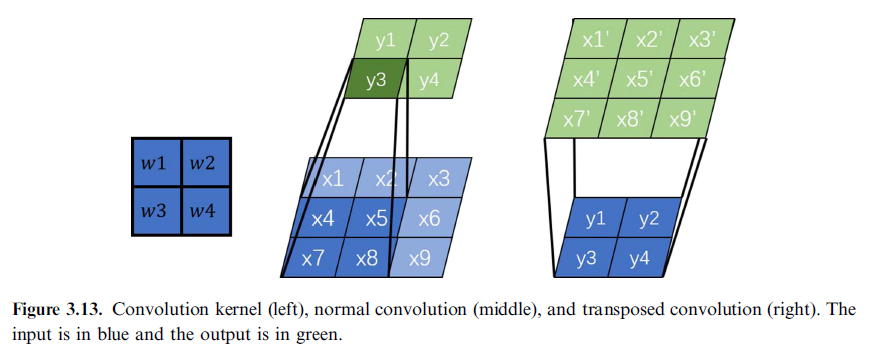 w1 w2
w3 w4
y1 y2
y3 y4
x1 x2 x3
x4 x5 x6
x7 x8 x9
x1' x2' x3'
x4' x5' x6'
x7' x8' x9'
y1 y2
y3 y4
Figure 3.13. Convolution kernel (left), normal convolution (middle), and transposed convolution (right). The
input is in blue and the output is in green.